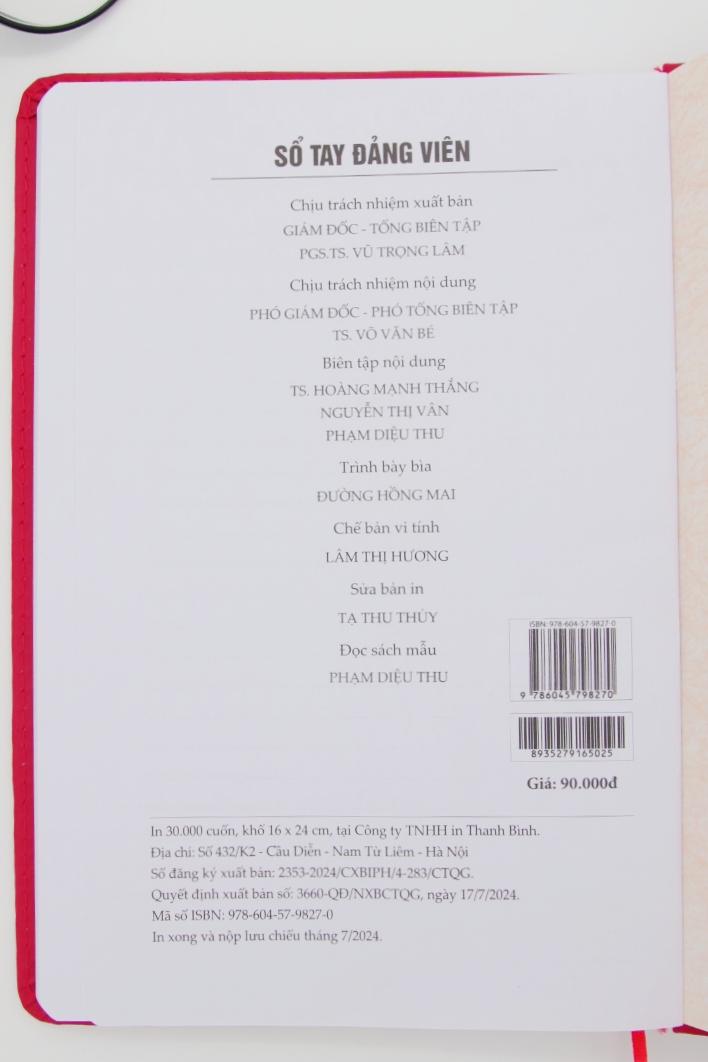 SỔ TAY ĐẢNG VIÊN
Chịu trách nhiệm xuất bản
GIÁM ĐỐC - TỔNG BIÊN TẬP
PGS.TS. VŨ TRỌNG LÂM
Chịu trách nhiệm nội dung
PHÓ GIÁM ĐỐC - PHÓ TỔNG BIÊN TẬP
TS. VÕ VĂN BÉ
Biên tập nội dung
TS. HOÀNG MẠNH THẮNG
NGUYỄN THỊ VÂN
PHẠM DIỆU THU
Trình bày bìa
ĐƯỜNG HỒNG MAI
Chế bản vi tính
LÂM THỊ HƯƠNG
Sửa bản in
TẠ THU THỦY
Đọc sách mẫu
PHẠM DIỆU THU
ISBN: 978-604-57-9827-0
9 786045 798270
8935279165025
Giá: 90.000đ
In 30.000 cuốn, khổ 16 x 24 cm, tại Công ty TNHH in Thanh Bình.
Địa chỉ: Số 432/K2 - Cầu Diễn - Nam Từ Liêm - Hà Nội
Số đăng ký xuất bản: 2353-2024/CXBIPH/4-283/CTQG.
Quyết định xuất bản số: 3660-QĐ/NXBCTQG, ngày 17/7/2024.
Mã số ISBN: 978-604-57-9827-0
In xong và nộp lưu chiểu tháng 7/2024.